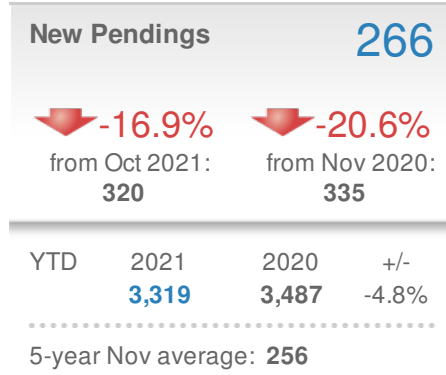 New Pendings 266
-16.9% -20.6%
from Oct 2021: from Nov 2020:
320 335
YTD 2021 2020 +/-
3,319 3,487 -4.8%
5-year Nov average: 256